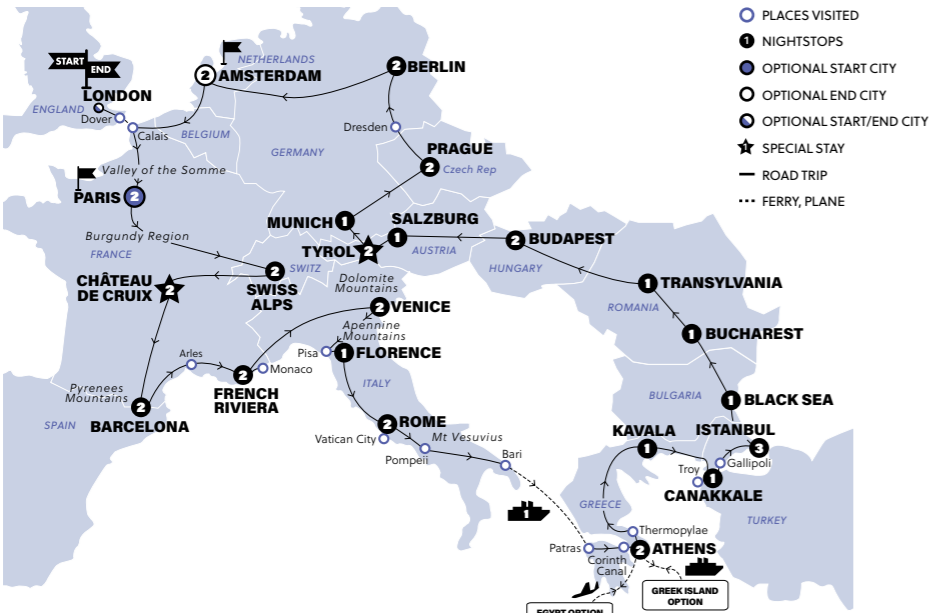 START
END
LONDON
ENGLAND
Dover
Calais
NETHERLANDS
2
AMSTERDAM
2
BERLIN
BELGIUM
GERMANY
Dresden
PRAGUE
2
Czech Rep
Valley of the Somme
PARIS
2
Burgundy Region
FRANCE
MUNICH
1
SALZBURG
1
TYROL
2
AUSTRIA
2
BUDAPEST
HUNGARY
CHÂTEAU
DE CRUIX
2
2
SWITZ
SWISS
ALPS
Dolomite
Mountains
2
VENICE
Apennine
Mountains
1
TRANSYLVANIA
ROMANIA
1
BUCHAREST
Arles
Pisa
1
FLORENCE
2
Monaco
FRENCH
RIVIERA
ITALY
Pyrenees
Mountains
2
BARCELONA
SPAIN
2
ROME
Vatican City
Mt Vesuvius
Pompeii
Bari
1
BULGARIA
1
BLACK SEA
KAVALA
1
ISTANBUL
3
Gallipoli
Troy
1
CANAKKALE
GREECE
TURKEY
Thermopylae
Patras
2
ATHENS
Corinth
Canal
GREEK ISLAND
OPTION
EGYPT OPTION
PLACES VISITED
1 NIGHTSTOPS
OPTIONAL START CITY
OPTIONAL END CITY
OPTIONAL START/END CITY
1 SPECIAL STAY
ROAD TRIP
FERRY, PLANE